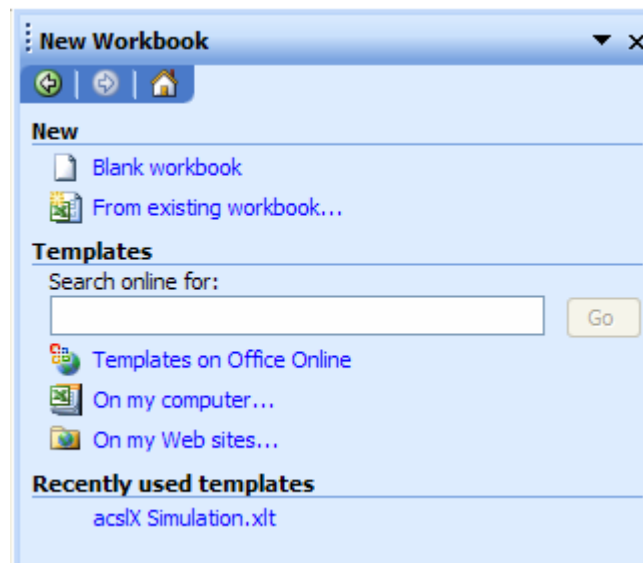 New Workbook
New
Blank workbook
From existing workbook...
Templates
Search online for:
Go
Templates on Office Online
On my computer...
On my Web sites...
Recently used templates
acslX Simulation.xlt